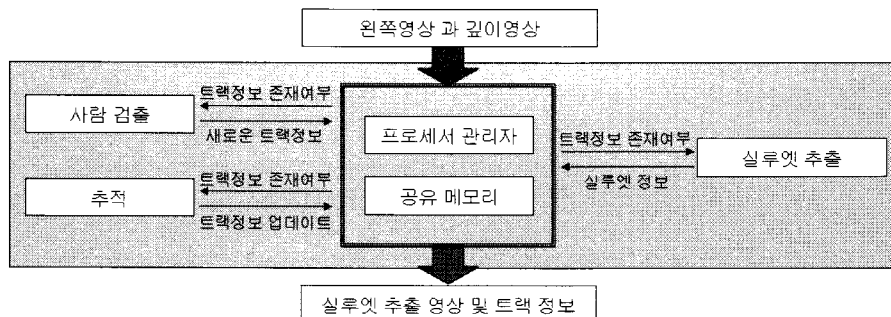 왼쪽영상 과 깊이영상
트랙정보 존재여부
사람 검출
새로운 트랙정보
프로세서 관리자
트랙정보 존재여부
실루엣 추출
실루엣 정보
트랙정보 존재여부
추적
공유 메모리
트랙정보 업데이트
실루엣 추출 영상 및 트랙 정보